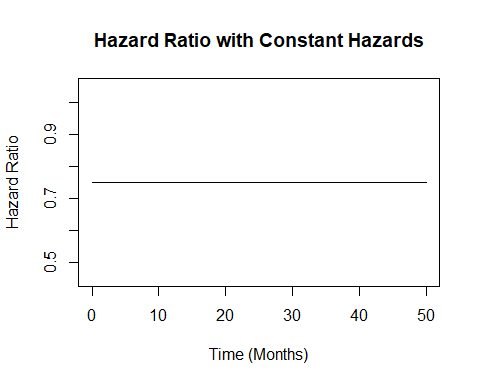 Hazard Ratio with Constant Hazards
Hazard Ratio
0.9
0.7
0.5
0 10 20 30 40 50
Time (Months)